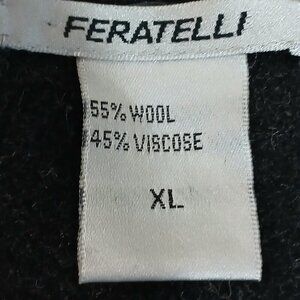 FERATELLI
55% WOOL
45% VISCOSE
XL